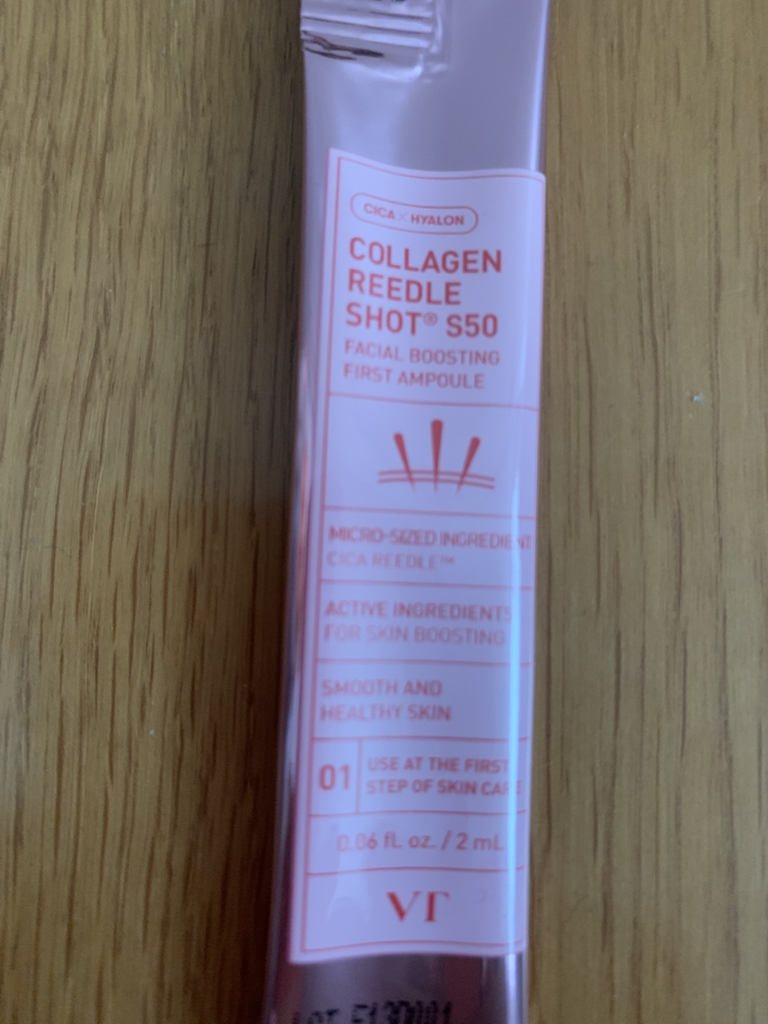 CICA × HYALON
COLLAGEN
REEDLE
SHOT® S50
FACIAL BOOSTING
FIRST AMPOULE
MICRO-SIZED INGREDIENT
CICA REEDLE™
ACTIVE INGREDIENTS
FOR SKIN BOOSTING
SMOOTH AND
HEALTHY SKIN
01
USE AT THE FIRST
STEP OF SKIN CARE
0.06 fl. oz. / 2 mL
VT
LOT